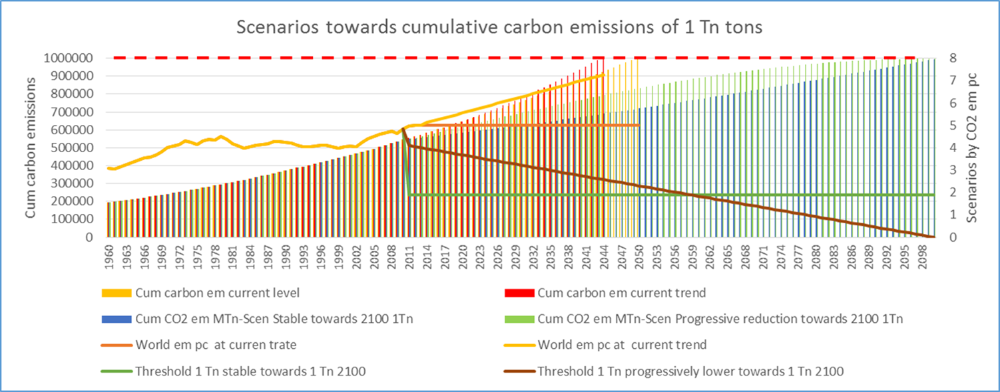 Scenarios towards cumulative carbon emissions of 1 Tn tons
Cum carbon emissions
1000000
900000
800000
700000
600000
500000
400000
300000
200000
100000
0
8
7
6
5
4
3
2
1
0
Scenarios by CO2 em pc
1960 1963 1966 1969 1972 1975 1978 1981 1984 1987 1990 1993 1996 1999 2002 2005 2008 2011 2014 2017 2020 2023 2026 2029 2032 2035 2038 2041 2044 2047 2050 2053 2056 2059 2062 2065 2068 2071 2074 2077 2080 2083 2086 2089 2092 2095 2098
Cum carbon em current level
Cum carbon em current trend
Cum CO2 em MTn-Scen Stable towards 2100 1Tn
Cum CO2 em MTn-Scen Progressive reduction towards 2100 1Tn
World em pc at curren trate
World em pc at current trend
Threshold 1 Tn stable towards 1 Tn 2100
Threshold 1 Tn progressively lower towards 1 Tn 2100